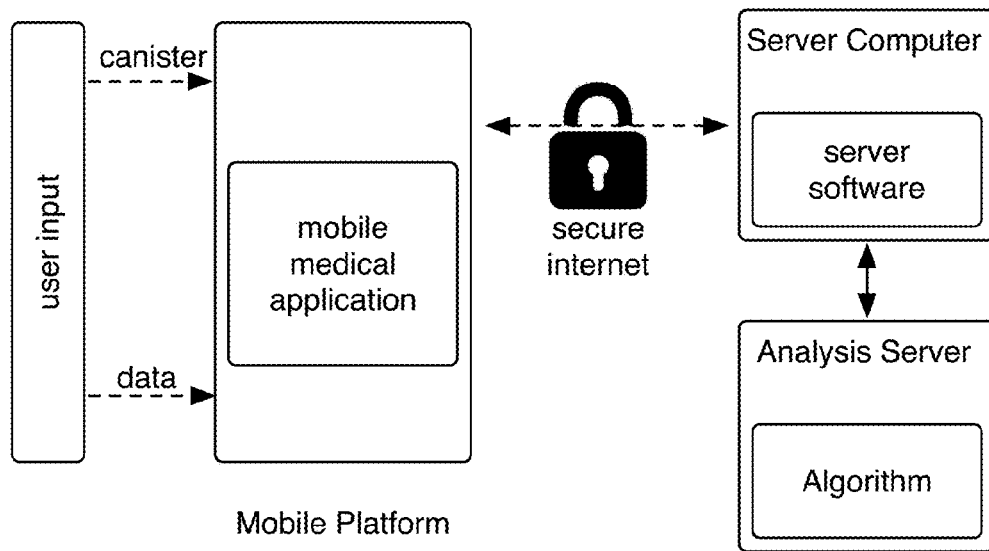 user input
canister
data
mobile
medical
application
Mobile Platform
secure
internet
Server Computer
server
software
Analysis Server
Algorithm